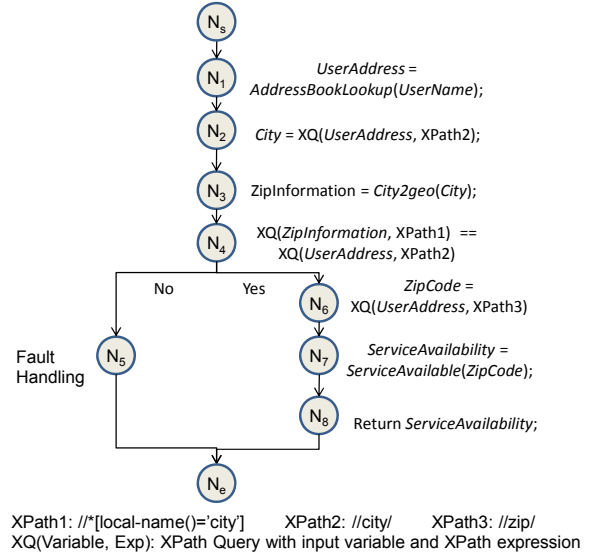 Ns
N1
UserAddress =
AddressBookLookup(UserName);
N2
City = XQ(UserAddress, XPath2);
N3
ZipInformation = City2geo(City);
N4
XQ(ZipInformation, XPath1) ==
XQ(UserAddress, XPath2)
No
Yes
N6
ZipCode =
XQ(UserAddress, XPath3)
Fault
Handling
N5
N7
ServiceAvailability =
ServiceAvailable(ZipCode);
N8
Return ServiceAvailability;
Ne
XPath1: //*[local-name()='city'] XPath2: //city/ XPath3: //zip/
XQ(Variable, Exp): XPath Query with input variable and XPath expression